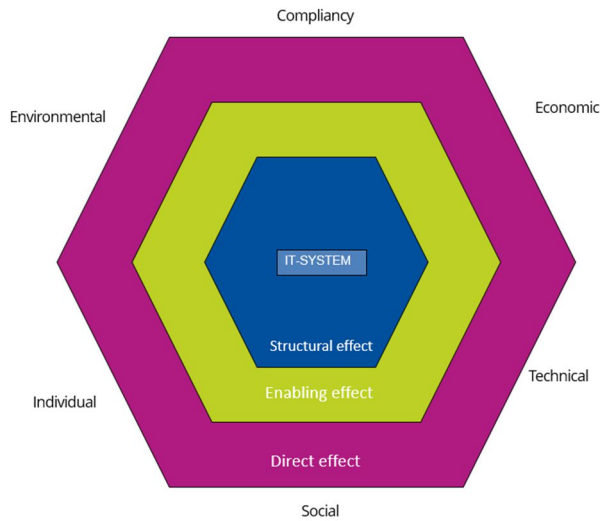 Compliancy
Environmental
Economic
IT-SYSTEM
Structural effect
Technical
Enabling effect
Individual
Direct effect
Social